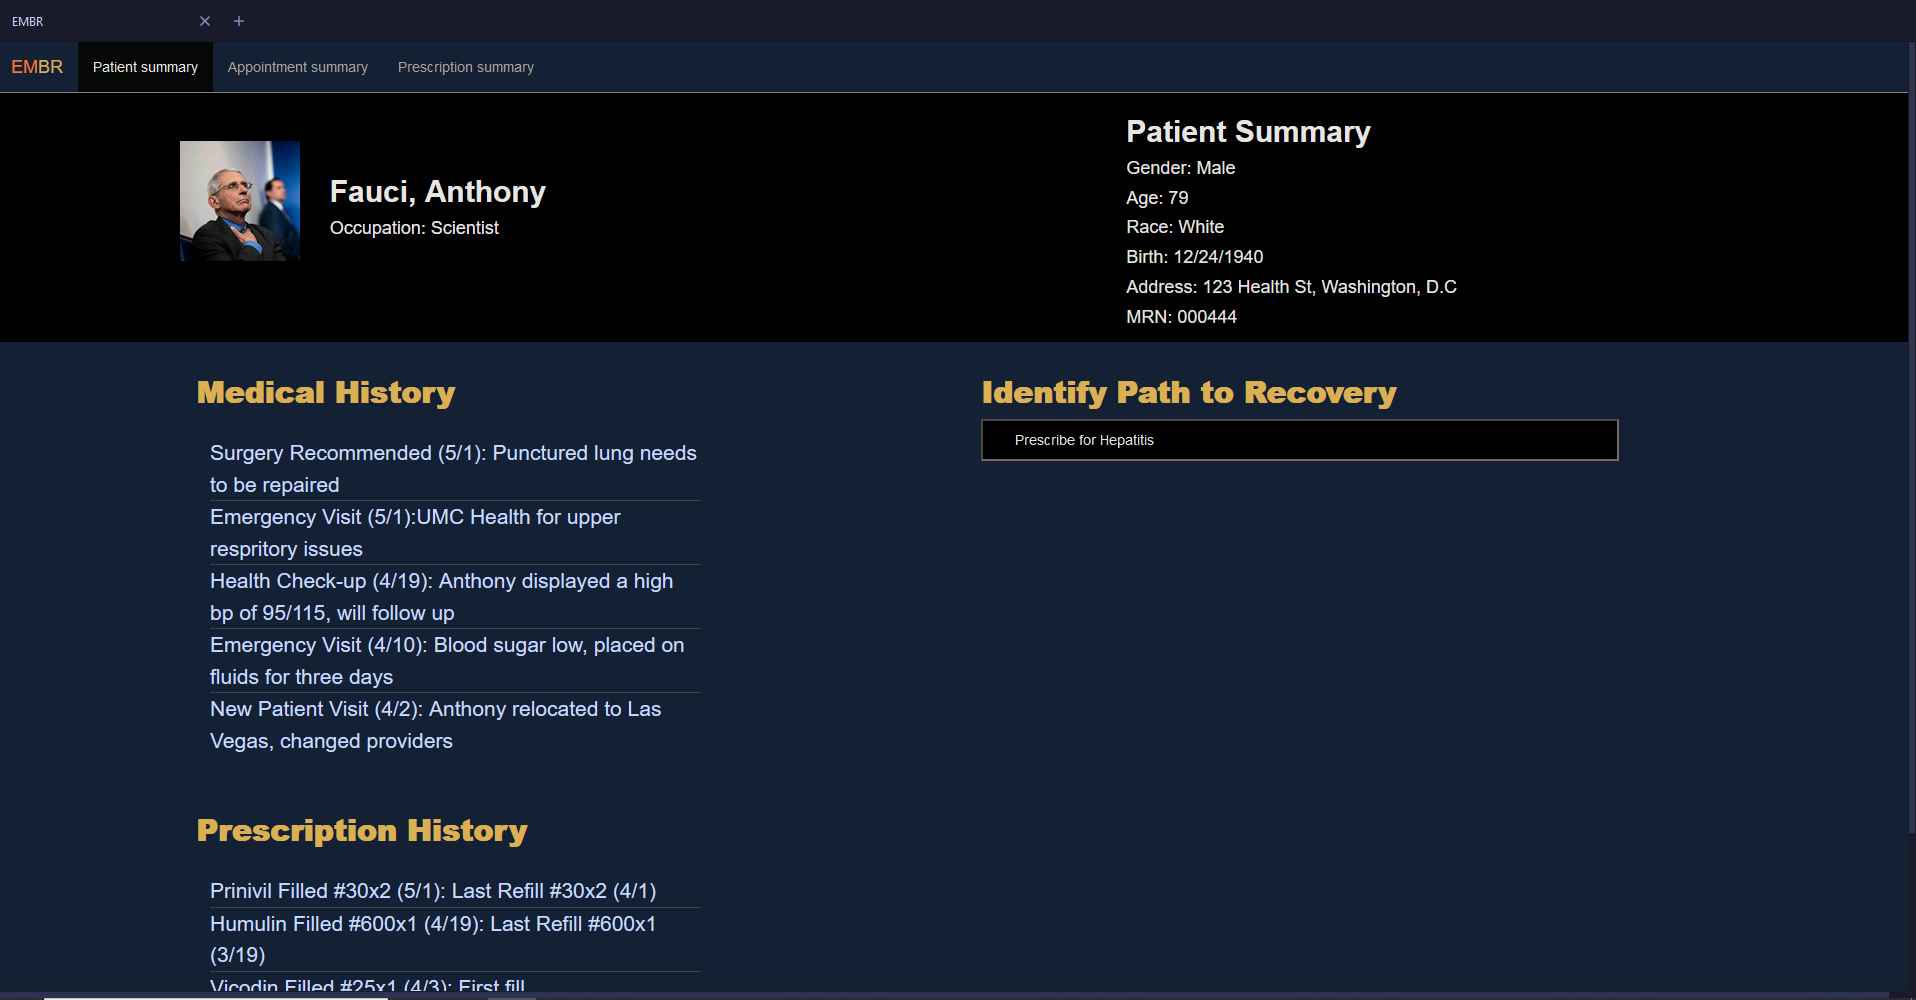 EMBR
EMBR
Patient summary
Appointment summary
Prescription summary
Fauci, Anthony
Occupation: Scientist
Patient Summary
Gender: Male
Age: 79
Race: White
Birth: 12/24/1940
Address: 123 Health St, Washington, D.C
MRN: 000444
Medical History
Surgery Recommended (5/1): Punctured lung needs
to be repaired
Emergency Visit (5/1):UMC Health for upper
respritory issues
Health Check-up (4/19): Anthony displayed a high
bp of 95/115, will follow up
Emergency Visit (4/10): Blood sugar low, placed on
fluids for three days
New Patient Visit (4/2): Anthony relocated to Las
Vegas, changed providers
Identify Path to Recovery
Prescribe for Hepatitis
Prescription History
Prinivil Filled #30x2 (5/1): Last Refill #30x2 (4/1)
Humulin Filled #600x1 (4/19): Last Refill #600x1
(3/19)
Vicodin Filled #25x1 (4/3): First fill